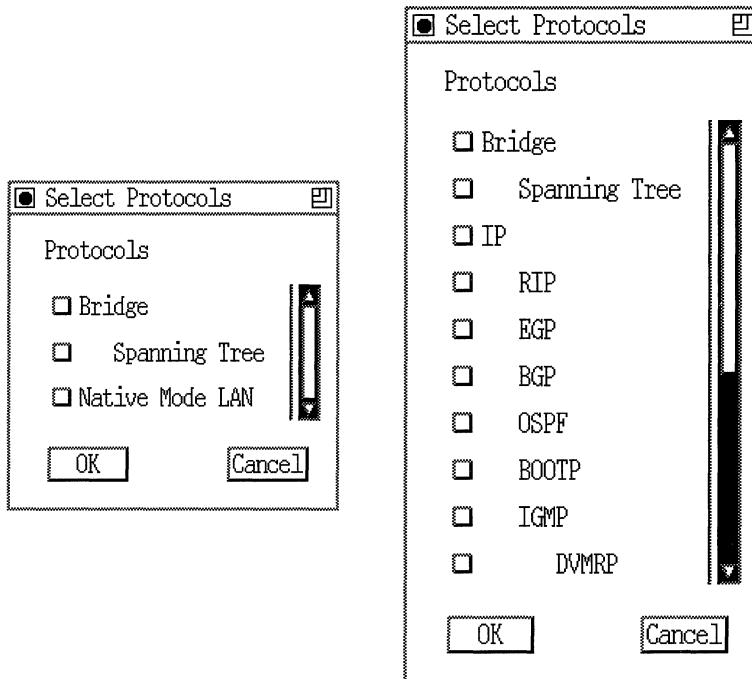 Select Protocols
Protocols
Bridge
Spanning Tree
Native Mode LAN
OK
Cancel
Select Protocols
Protocols
Bridge
Spanning Tree
IP
RIP
EGP
BGP
OSPF
BOOTP
IGMP
DVMRP
OK
Cancel